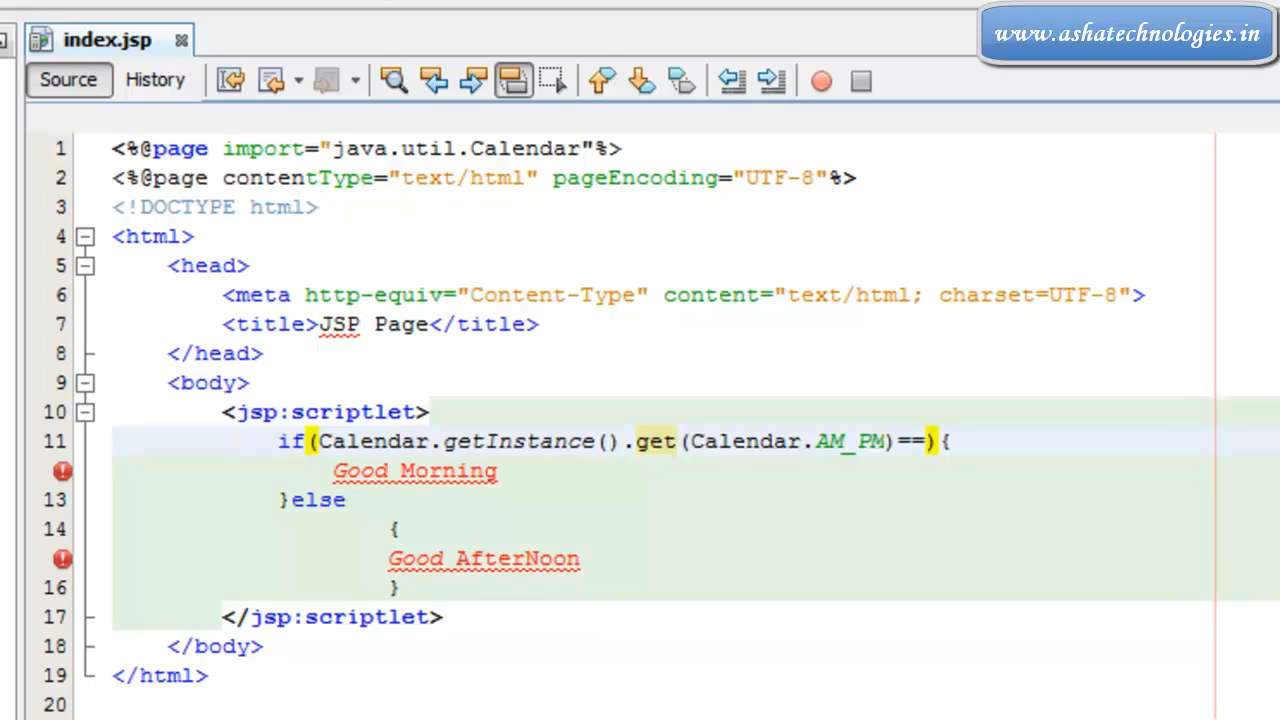 www.ashatechnologies.in
index.jsp
Source History
1 <%@page import="java.util.Calendar"%>
2 <%@page contentType="text/html" pageEncoding="UTF-8"%>
3 <!DOCTYPE html>
4 <html>
5 <head>
6 <meta http-equiv="Content-Type" content="text/html; charset=UTF-8">
7 <title>JSP Page</title>
8 </head>
9 <body>
10 <jsp:scriptlet>
11 if(Calendar.getInstance().get(Calendar.AM_PM)==){
Good Morning
13 }else
14 {
Good AfterNoon
16 }
17 </jsp:scriptlet>
18 </body>
19 </html>
20